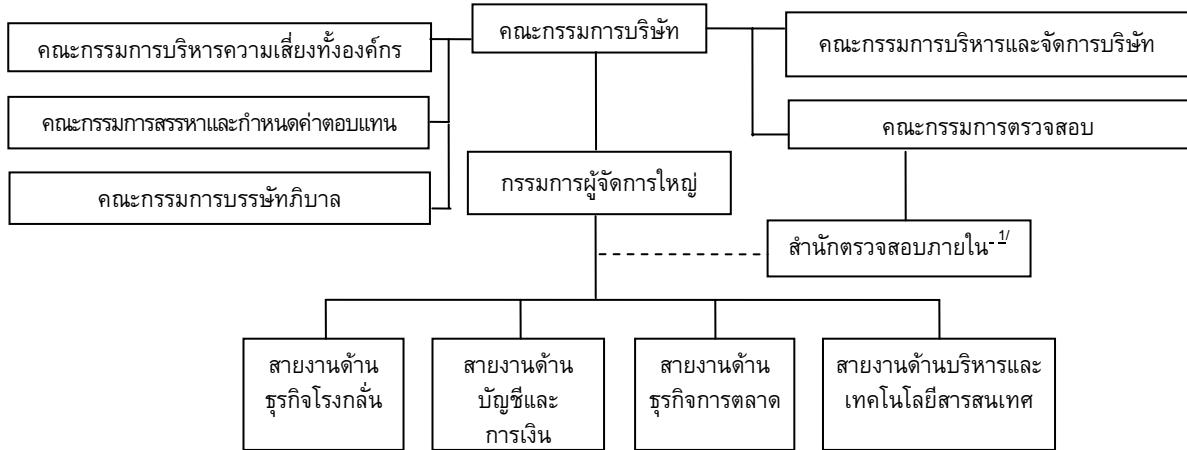 คณะกรรมการบริษัท
คณะกรรมการบริหารความเสี่ยงทั้งองค์กร
คณะกรรมการบริหารและจัดการบริษัท
คณะกรรมการสรรหาและกำหนดค่าตอบแทน
คณะกรรมการตรวจสอบ
คณะกรรมการบรรษัทภิบาล
กรรมการผู้จัดการใหญ่
สำนักตรวจสอบภายใน-1/
สายงานด้าน
ธุรกิจโรงกลั่น
สายงานด้าน
บัญชีและ
การเงิน
สายงานด้าน
ธุรกิจการตลาด
สายงานด้านบริหารและ
เทคโนโลยีสารสนเทศ